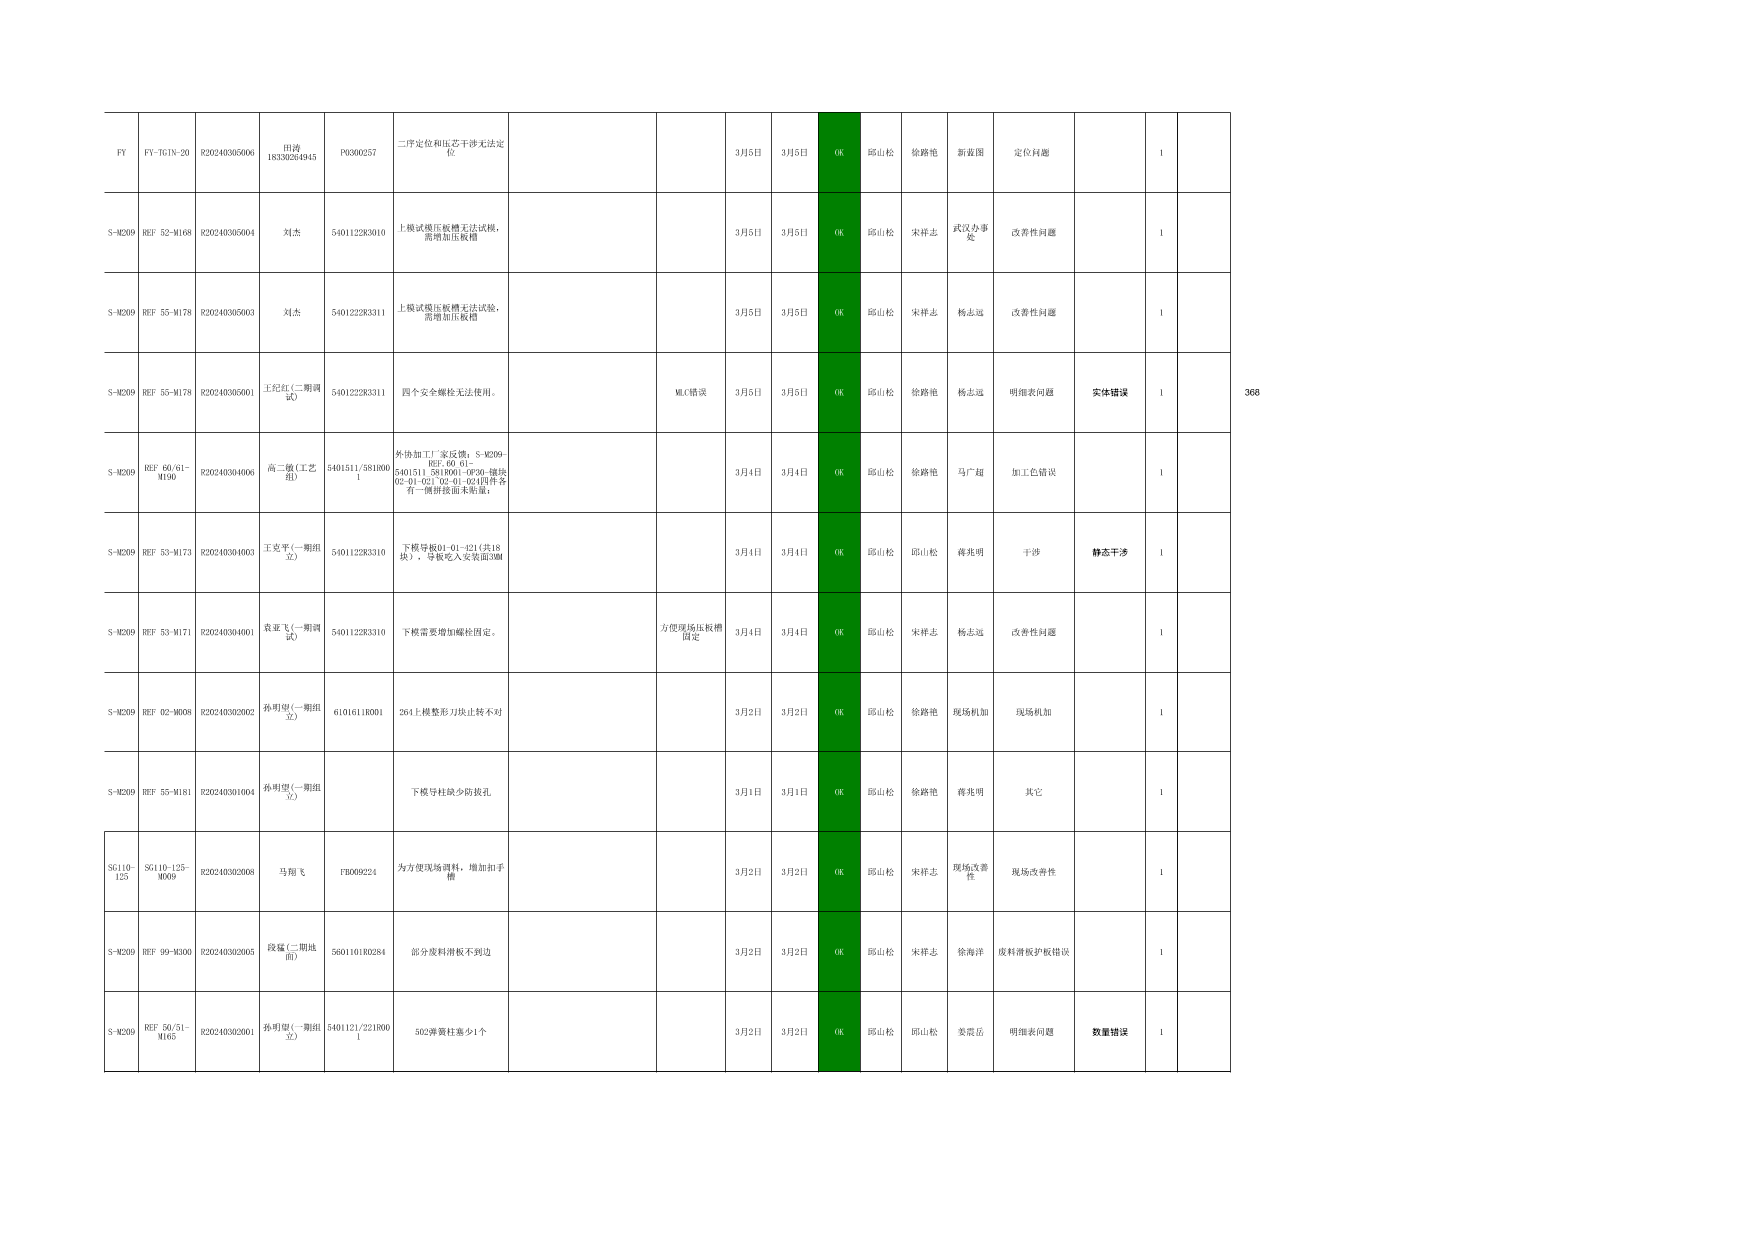 FY FY-TGIN-20 R20240305006 田涛 18330264945 P0300257 二序定位和压芯干涉无法定位 3月5日 3月5日 OK 邱山松 徐路艳 新蓝图 定位问题 1
S-M209 REF 52-M168 R20240305004 刘杰 5401122R3010 上模试模压板槽无法试模，需增加压板槽 3月5日 3月5日 OK 邱山松 宋祥志 武汉办事处 改善性问题 1
S-M209 REF 55-M178 R20240305003 刘杰 5401222R3311 上模试模压板槽无法试验，需增加压板槽 3月5日 3月5日 OK 邱山松 宋祥志 杨志远 改善性问题 1
S-M209 REF 55-M178 R20240305001 王纪红(二期调试) 5401222R3311 四个安全螺栓无法使用。 MLC错误 3月5日 3月5日 OK 邱山松 徐路艳 杨志远 明细表问题 实体错误 1 368
S-M209 REF 60/61-M190 R20240304006 高二敏(工艺组) 5401511/581R001 外协加工厂家反馈：S-M209-REF.60_61-5401511_581R001-OP30-镶块02-01-021~02-01-024四件各有一侧拼接面未贴量； 3月4日 3月4日 OK 邱山松 徐路艳 马广超 加工色错误 1
S-M209 REF 53-M173 R20240304003 王克平(一期组立) 5401122R3310 下模导板01-01-421(共18块)，导板吃入安装面3MM 3月4日 3月4日 OK 邱山松 邱山松 蒋兆明 干涉 静态干涉 1
S-M209 REF 53-M171 R20240304001 袁亚飞(一期调试) 5401122R3310 下模需要增加螺栓固定。 方便现场压板槽固定 3月4日 3月4日 OK 邱山松 宋祥志 杨志远 改善性问题 1
S-M209 REF 02-M008 R20240302002 孙明望(一期组立) 6101611R001 264上模整形刀块止转不对 3月2日 3月2日 OK 邱山松 徐路艳 现场机加 现场机加 1
S-M209 REF 55-M181 R20240301004 孙明望(一期组立) 下模导柱缺少防拔孔 3月1日 3月1日 OK 邱山松 徐路艳 蒋兆明 其它 1
SG110-125 SG110-125-M009 R20240302008 马翔飞 FB009224 为方便现场调料，增加扣手槽 3月2日 3月2日 OK 邱山松 宋祥志 现场改善性 现场改善性 1
S-M209 REF 99-M300 R20240302005 段猛(二期地面) 5601101R0284 部分废料滑板不到边 3月2日 3月2日 OK 邱山松 宋祥志 徐海洋 废料滑板护板错误 1
S-M209 REF 50/51-M165 R20240302001 孙明望(一期组立) 5401121/221R001 502弹簧柱塞少1个 3月2日 3月2日 OK 邱山松 邱山松 姜震岳 明细表问题 数量错误 1